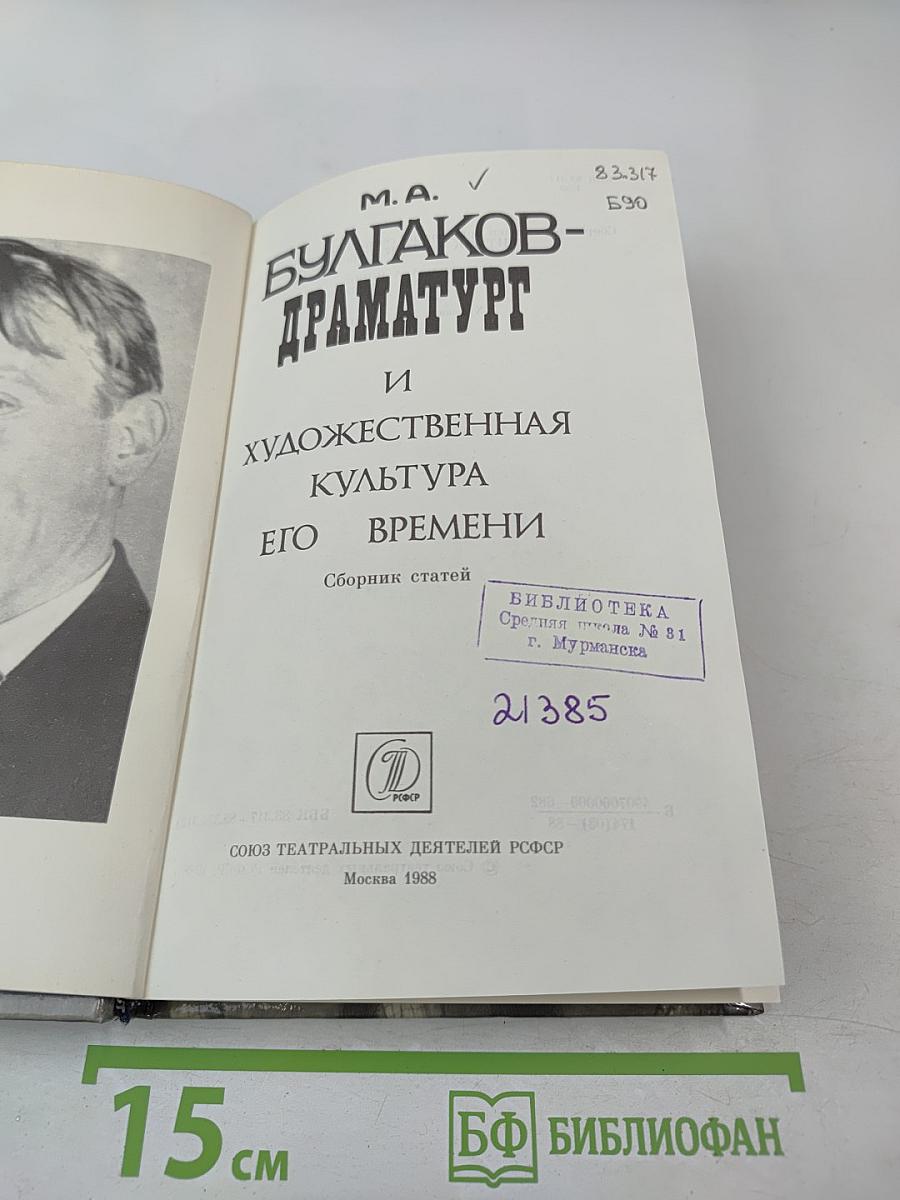 М. А.
83.317
Б90
БУЛГАКОВ-
ДРАМАТУРГ
И
ХУДОЖЕСТВЕННАЯ
КУЛЬТУРА
ЕГО ВРЕМЕНИ
Сборник статей
БИБЛИОТЕКА
Средняя школа № 31
г. Мурманска
21385
СТД
РСФСР
СОЮЗ ТЕАТРАЛЬНЫХ ДЕЯТЕЛЕЙ РСФСР
Москва 1988
15 см
БФ БИБЛИОФАН